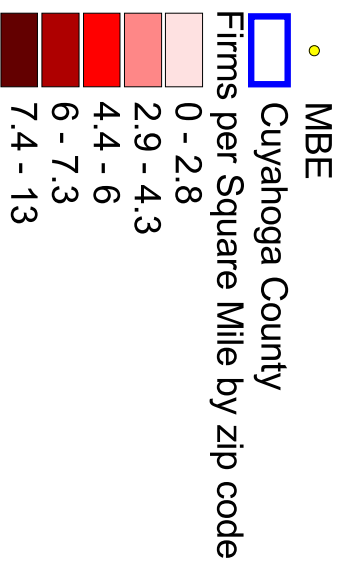 MBE
Cuyahoga County
Firms per Square Mile by zip code
0 - 2.8
2.9 - 4.3
4.4 - 6
6 - 7.3
7.4 - 13